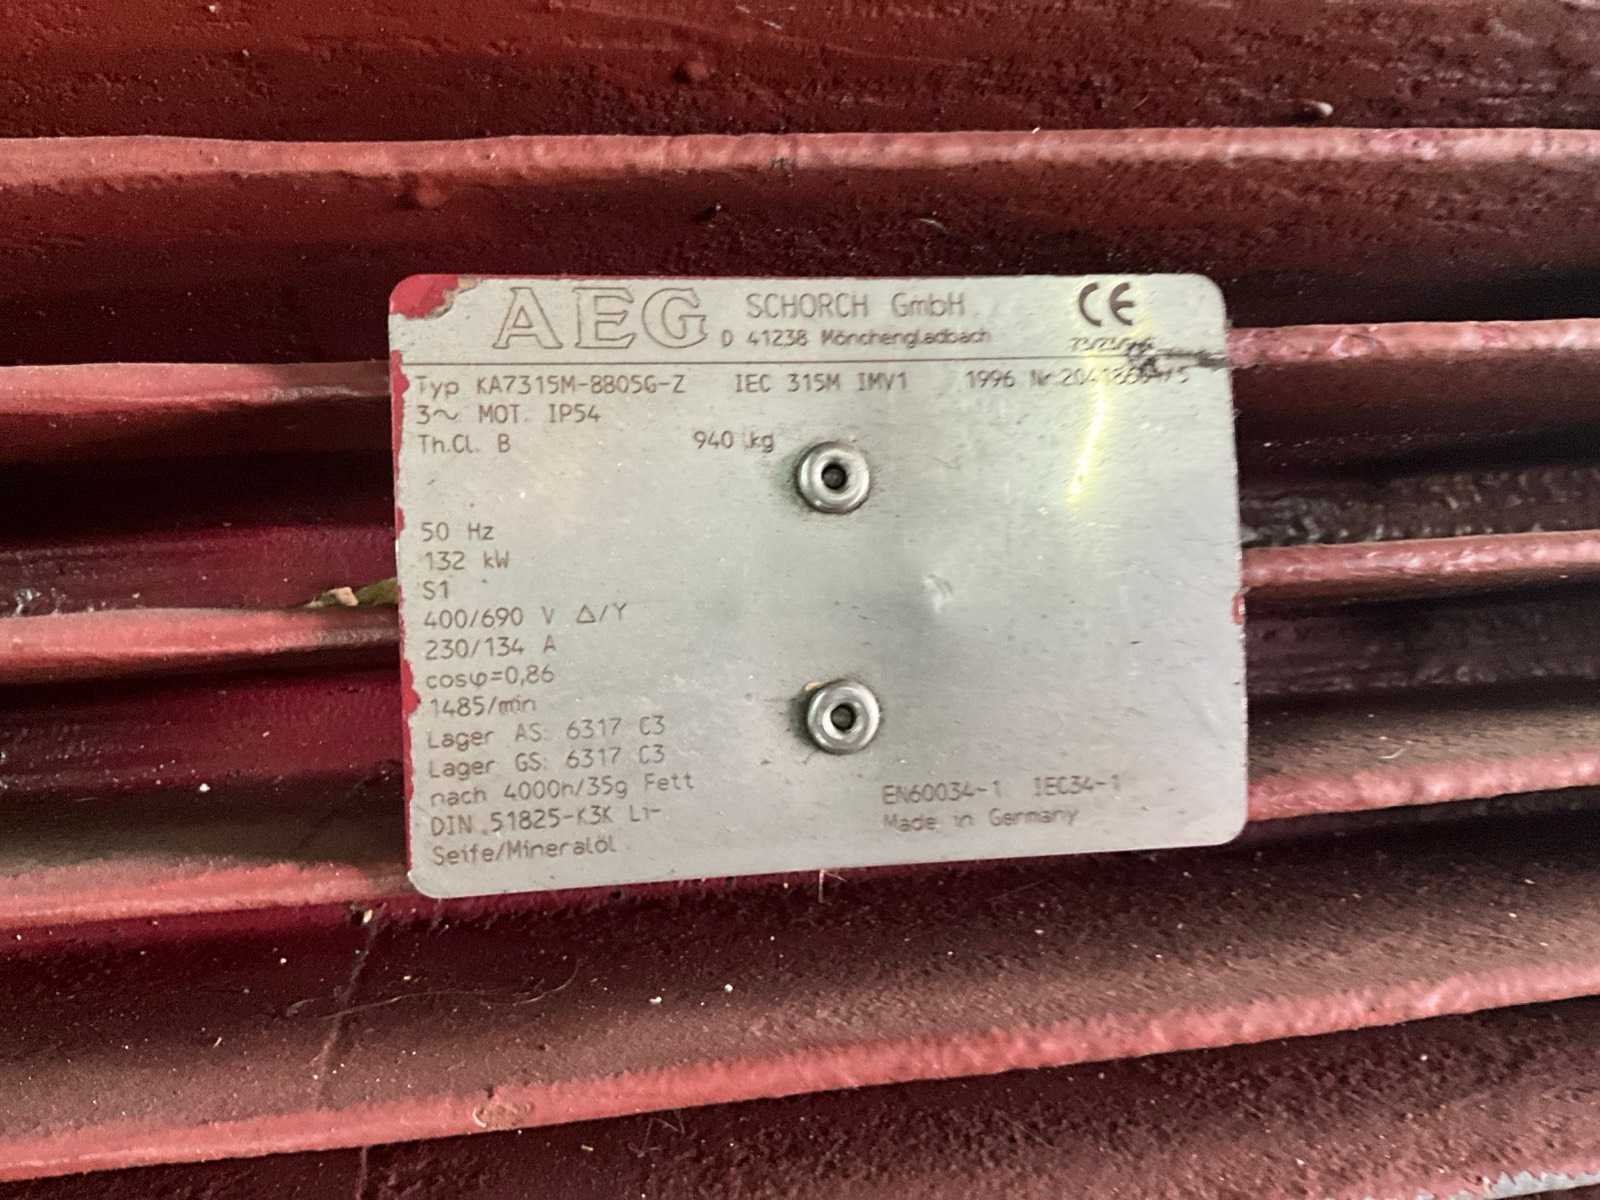 AEG SCHORCH GmbH CE
D 41238 Mönchengladbach
Typ KA7315M-8805G-Z IEC 315M IMV1 1996 Nr.
3~ MOT. IP54
Th.Cl. B 940 kg
50 Hz
132 kW
S1
400/690 V Δ/Y
230/134 A
cosφ=0,86
1485/min
Lager AS: 6317 C3
Lager GS: 6317 C3
nach 4000h/35g Fett
DIN 51825-K3K Li-
Seife/Mineralöl
EN60034-1 IEC34-1
Made in Germany